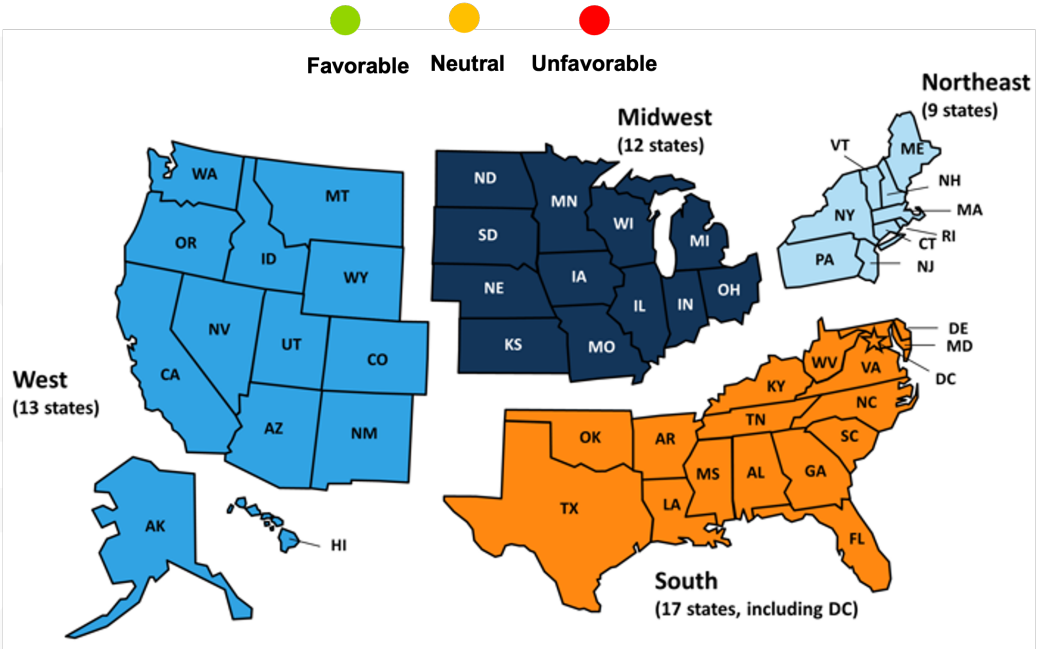 Favorable Neutral Unfavorable
Northeast
(9 states)
Midwest
(12 states)
West
(13 states)
South
(17 states, including DC)
WA
MT
OR
ID
WY
NV
UT
CO
CA
AZ
NM
AK
HI
ND
MN
SD
WI
MI
NE
IA
IL
IN
OH
KS
MO
VT
ME
NH
MA
NY
RI
CT
PA
NJ
DE
MD
DC
WV
VA
KY
NC
TN
SC
OK
AR
MS
AL
GA
TX
LA
FL